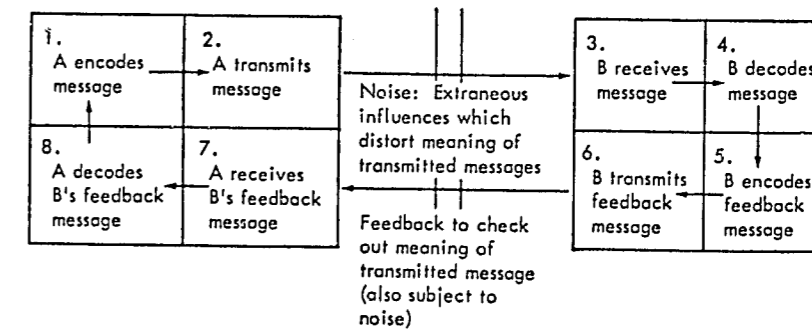 1.
A encodes
message
2.
A transmits
message
Noise: Extraneous
influences which
distort meaning of
transmitted messages
3.
B receives
message
4.
B decodes
message
8.
A decodes
B's feedback
message
7.
A receives
B's feedback
message
Feedback to check
out meaning of
transmitted message
(also subject to
noise)
6.
B transmits
feedback
message
5.
B encodes
feedback
message